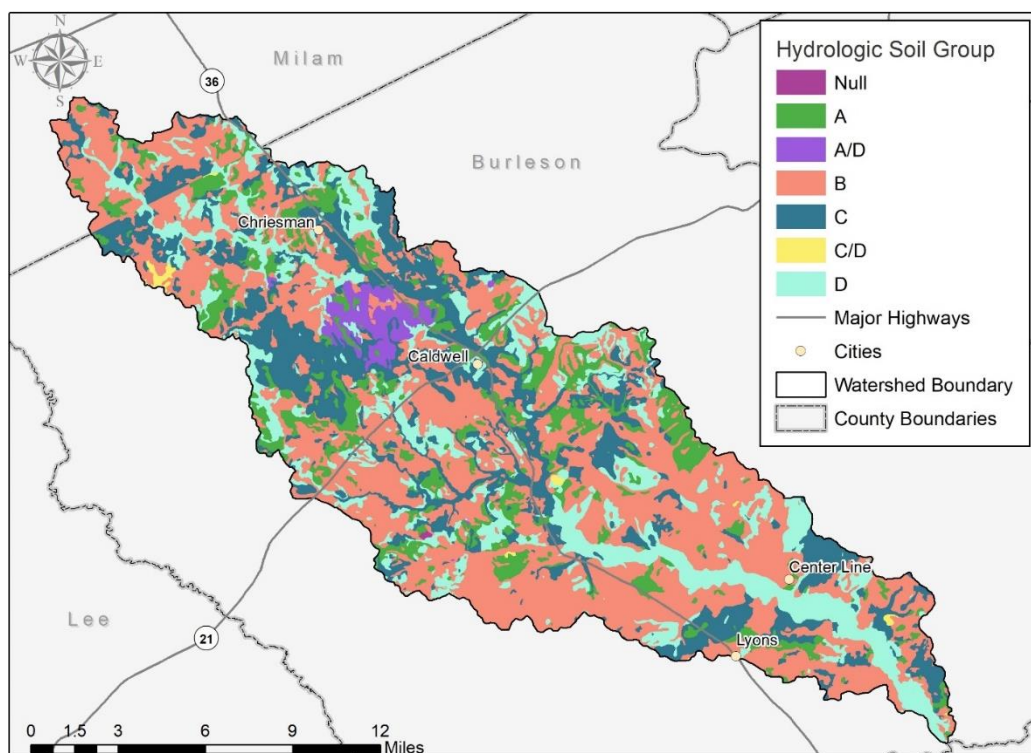 N
W E
S
36
Milam
Burleson
Chriesman
Caldwell
Center Line
Lyons
Lee
21
0 1.5 3 6 9 12
Miles
Hydrologic Soil Group
Null
A
A/D
B
C
C/D
D
Major Highways
Cities
Watershed Boundary
County Boundaries